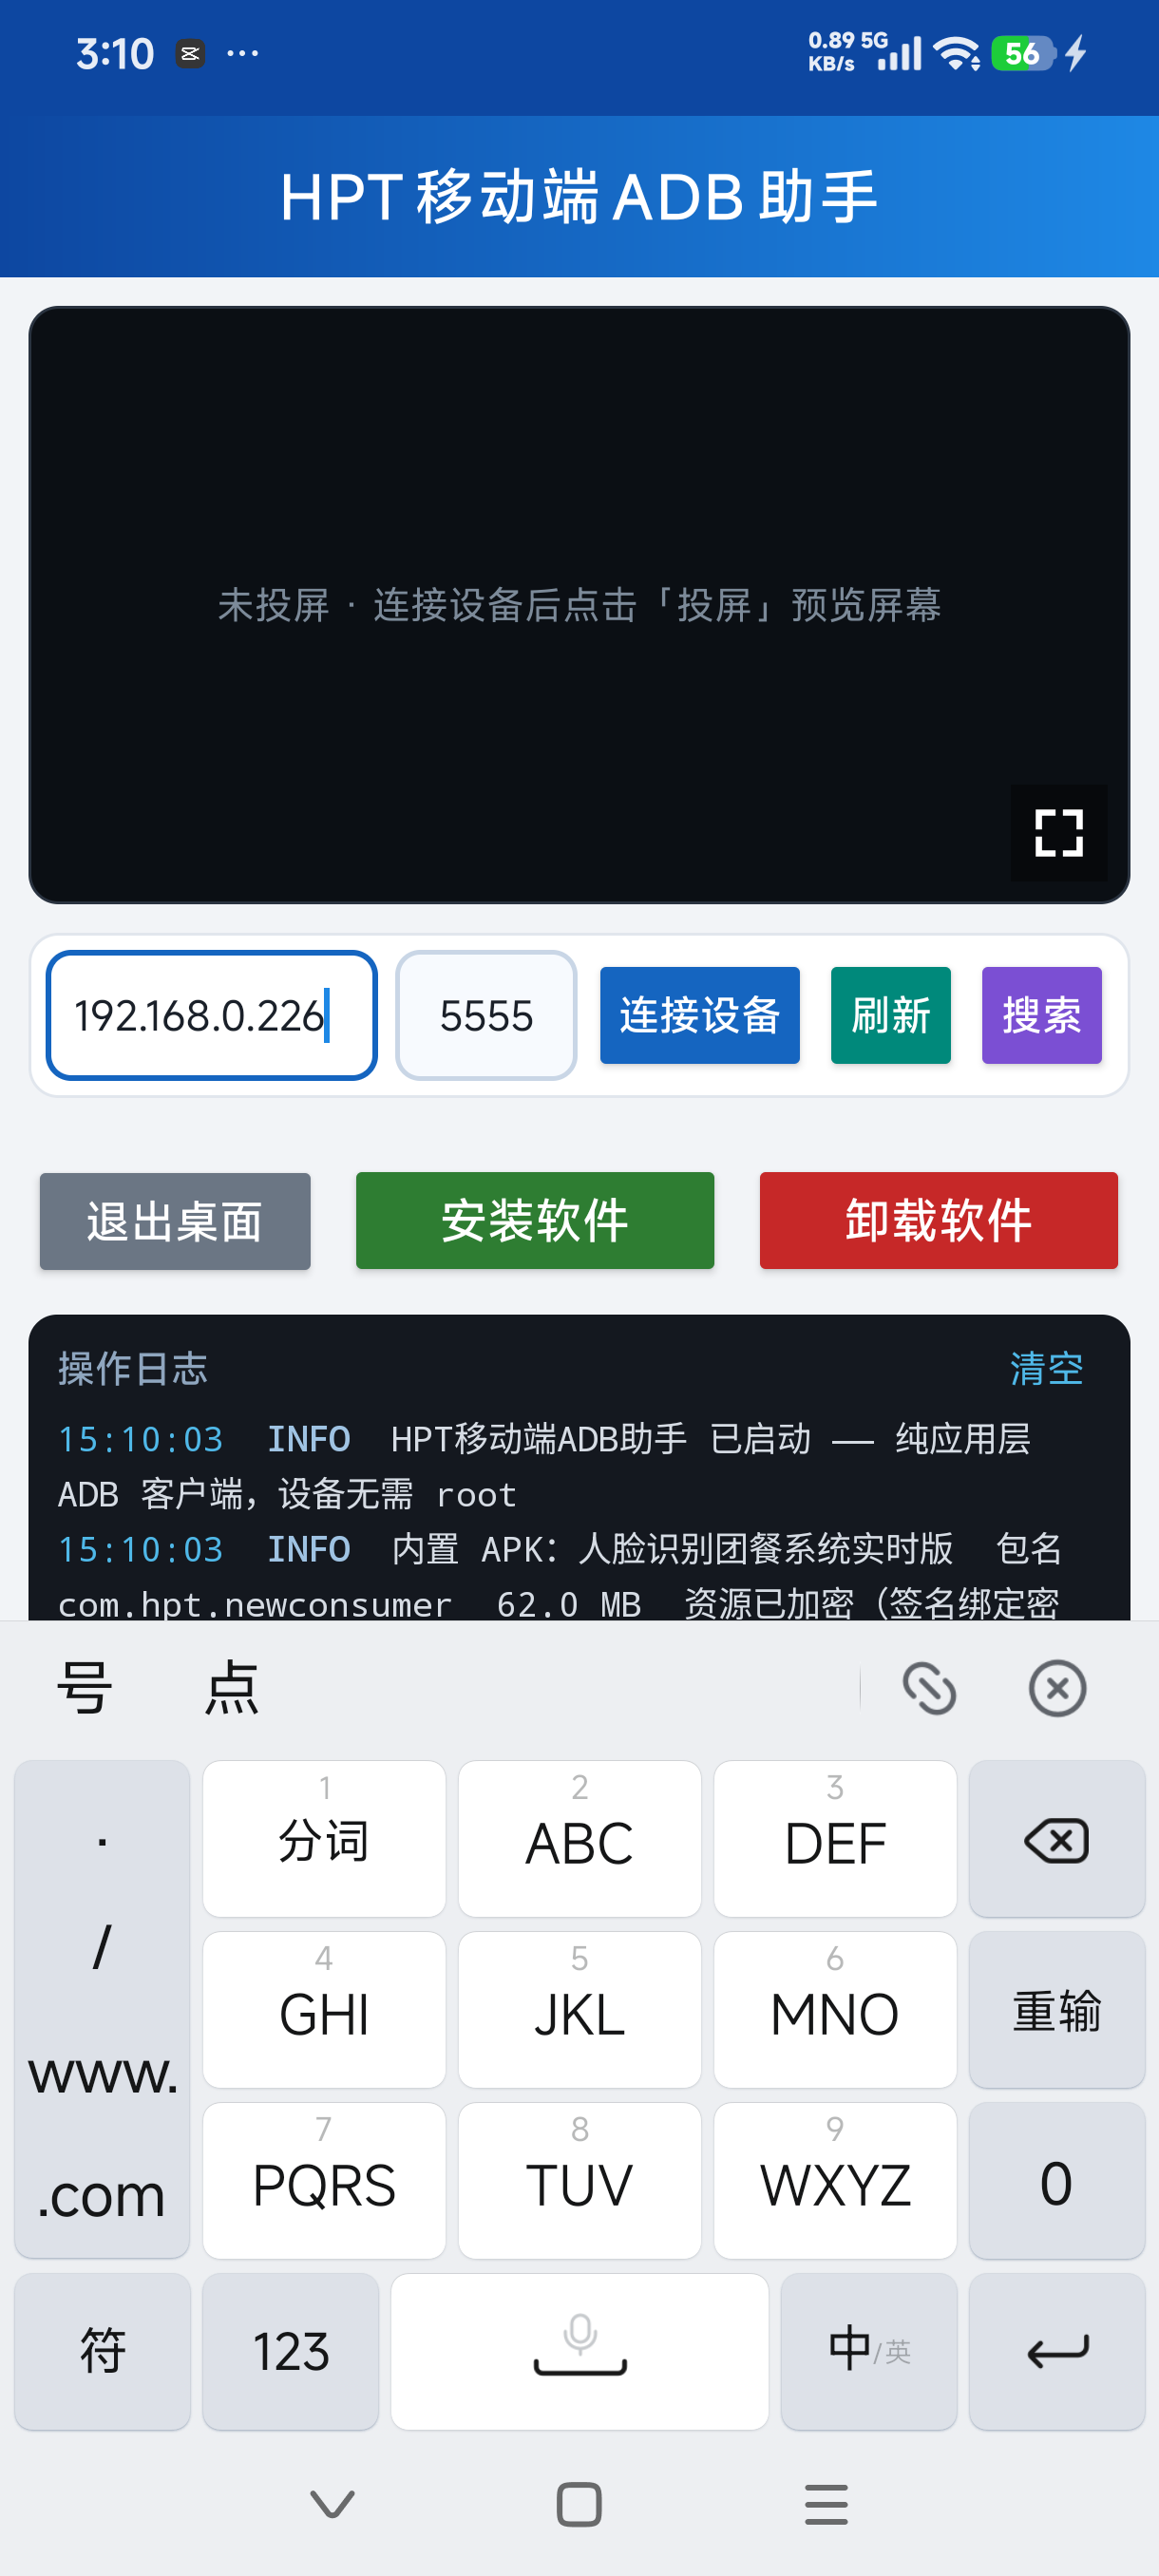 3:10 ··· 0.89 KB/s 5G 56
HPT 移动端 ADB 助手
未投屏 · 连接设备后点击「投屏」预览屏幕
192.168.0.226 5555 连接设备 刷新 搜索
退出桌面 安装软件 卸载软件
操作日志 清空
15:10:03 INFO HPT移动端ADB助手 已启动 —— 纯应用层
ADB 客户端，设备无需 root
15:10:03 INFO 内置 APK：人脸识别团餐系统实时版 包名
com.hpt.newconsumer 62.0 MB 资源已加密（签名绑定密
号 点
· 1 分词 2 ABC 3 DEF
/ 4 GHI 5 JKL 6 MNO 重输
www.
7 PQRS 8 TUV 9 WXYZ 0
.com
符 123 中/英